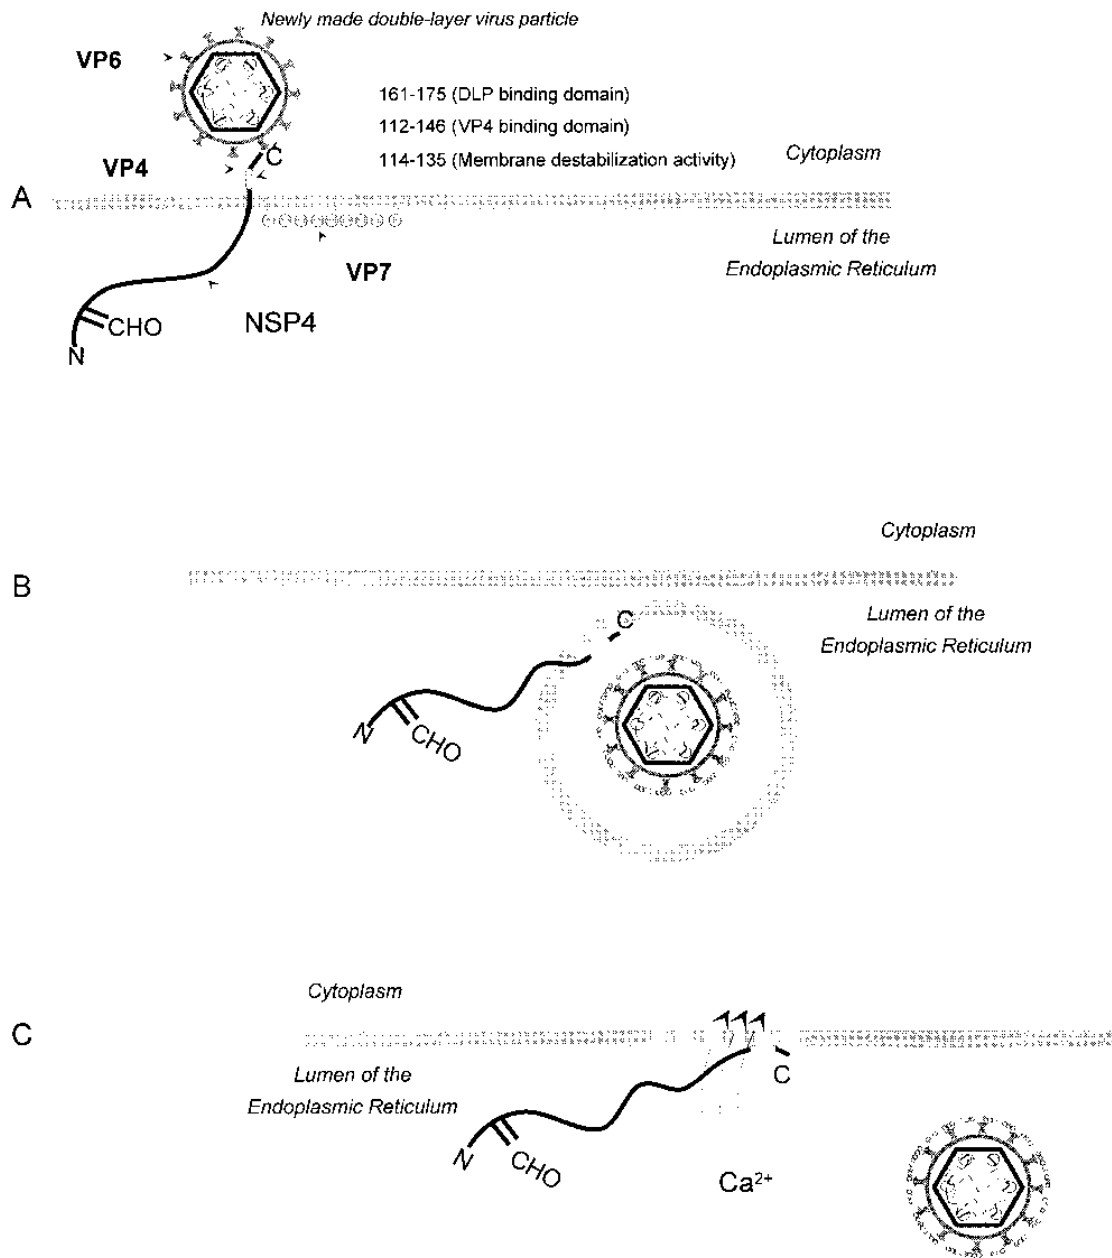 Newly made double-layer virus particle
VP6
161-175 (DLP binding domain)
112-146 (VP4 binding domain)
C
114-135 (Membrane destabilization activity)
Cytoplasm
VP4
A
Lumen of the
Endoplasmic Reticulum
VP7
CHO
NSP4
N
Cytoplasm
B
Lumen of the
Endoplasmic Reticulum
C
N
CHO
Cytoplasm
C
Lumen of the
Endoplasmic Reticulum
C
N
CHO
Ca²⁺